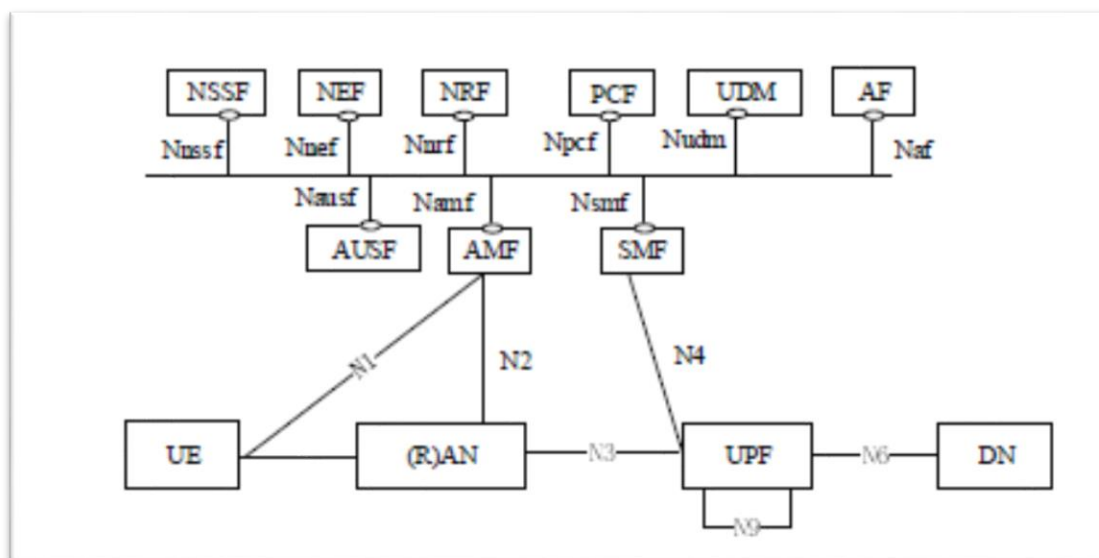 NSSF NEF NRF PCF UDM AF
Nnssf Nnef Nnrf Npcf Nudm Naf
Nausf Namf Nsmf
AUSF AMF SMF
N1 N2 N4
UE (R)AN N3 UPF N6 DN
N9